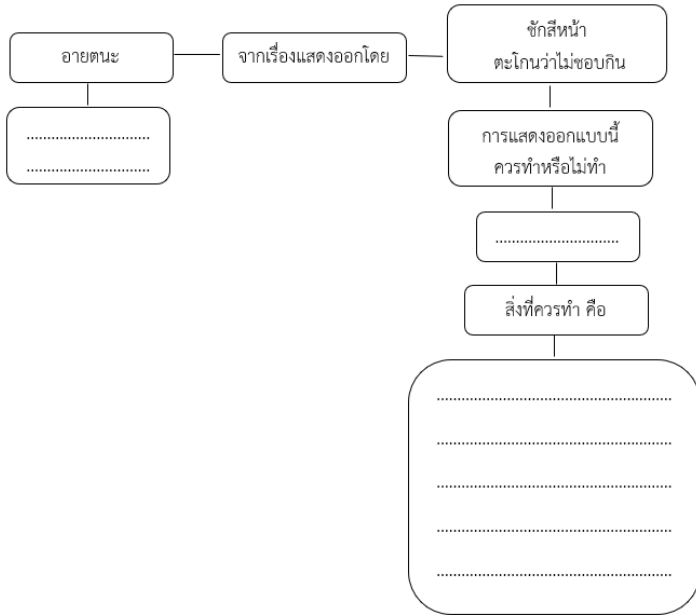 อายตนะ
จากเรื่องแสดงออกโดย
ชักสีหน้า
ตะโกนว่าไม่ชอบกิน
..............................
..............................
การแสดงออกแบบนี้
ควรทำหรือไม่ทำ
..............................
สิ่งที่ควรทำ คือ
..........................................................
..........................................................
..........................................................
..........................................................
..........................................................